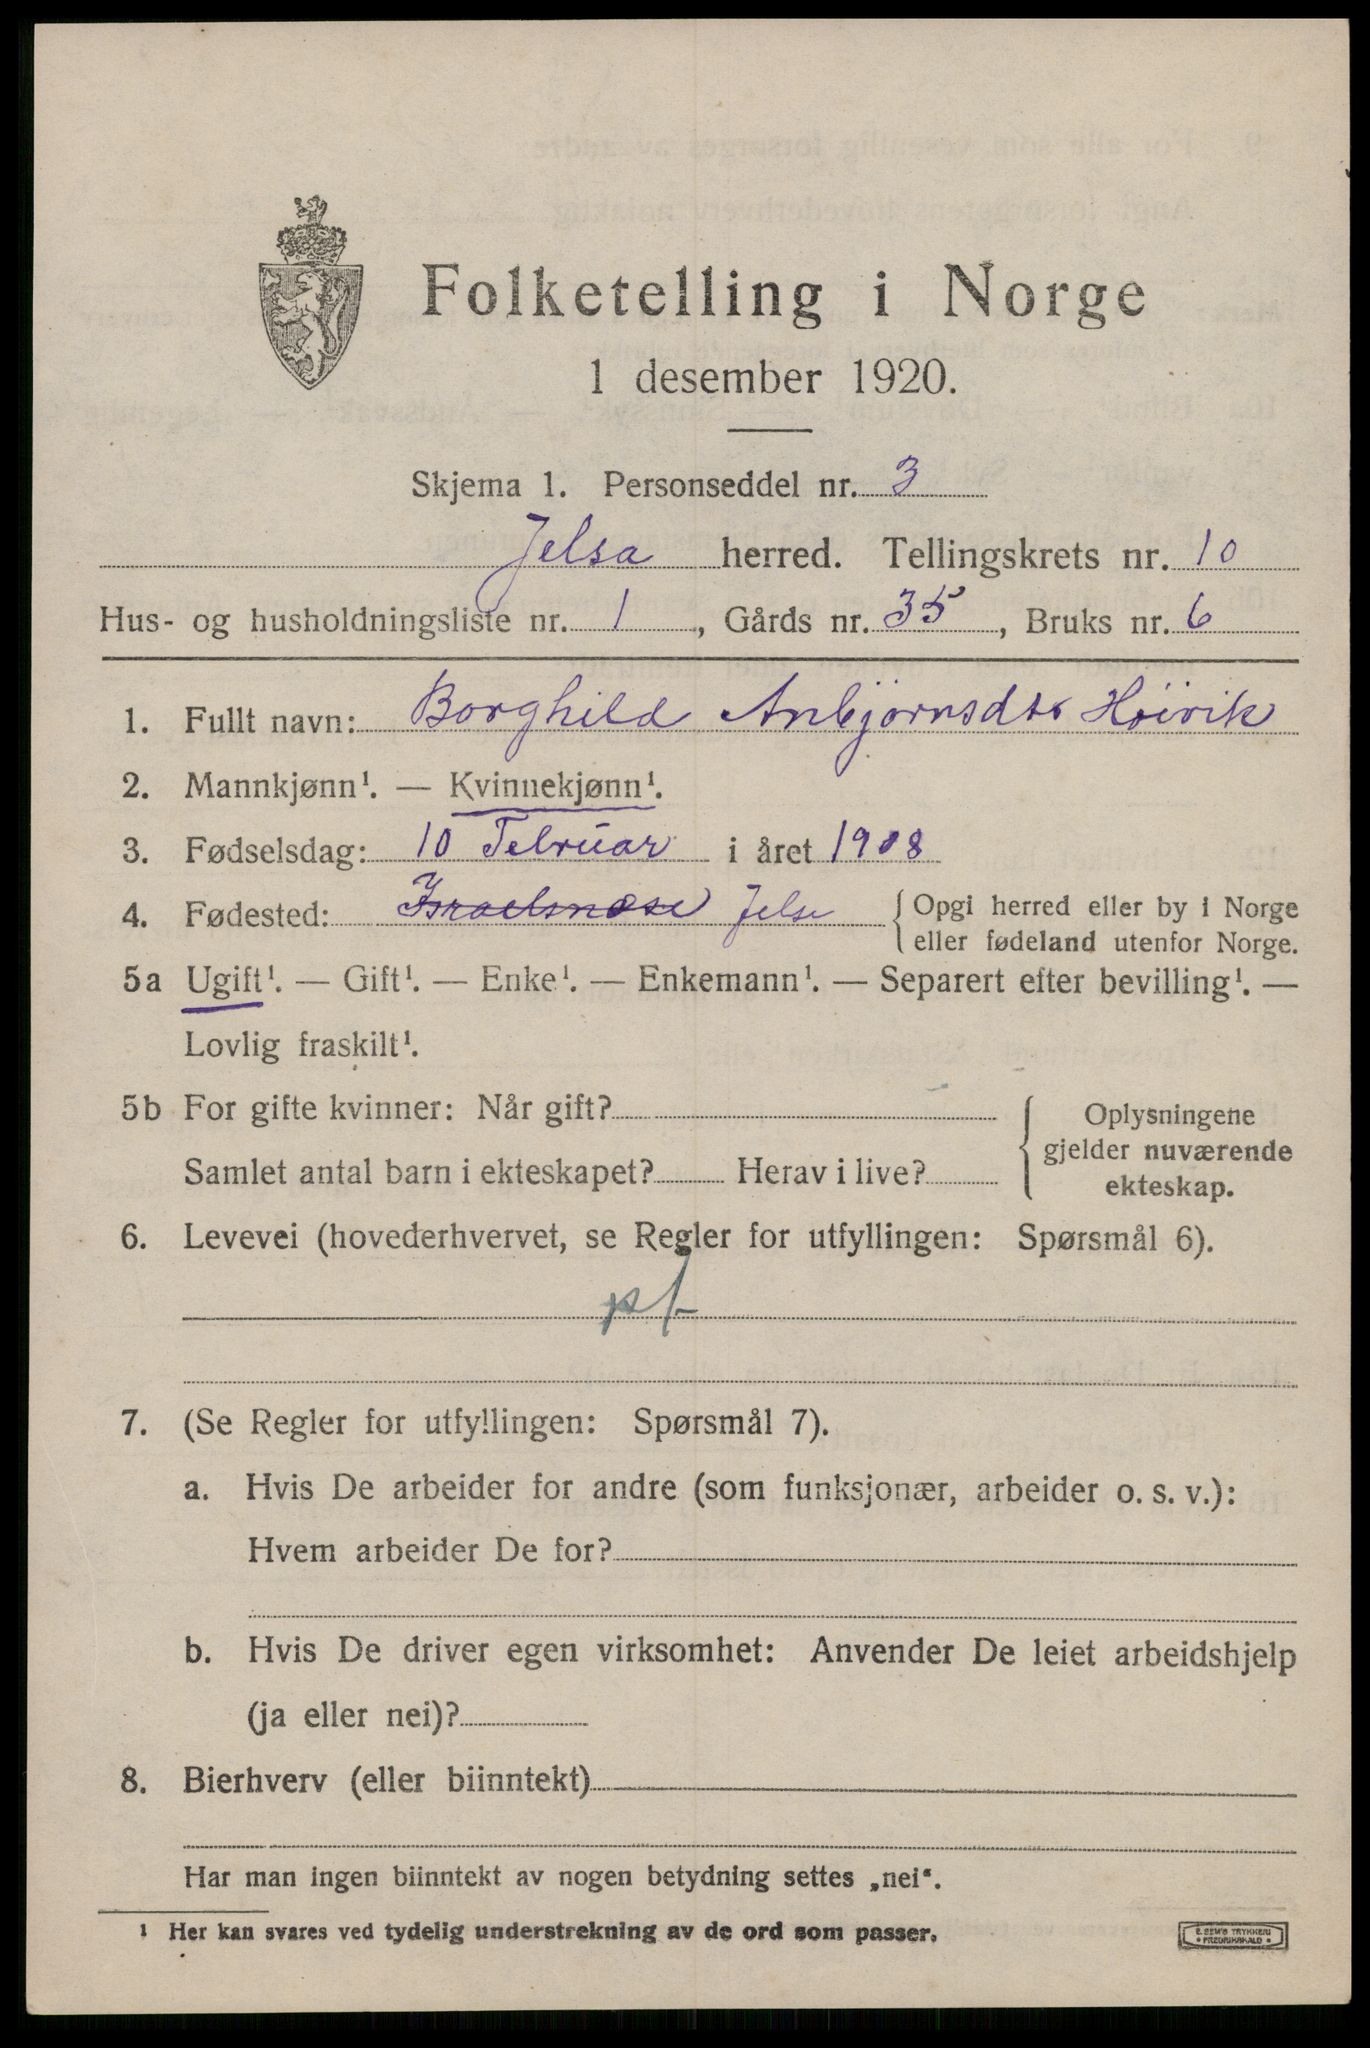 Folketelling i Norge
1 desember 1920.
Skjema 1. Personseddel nr. 3
Jelsa herred. Tellingskrets nr. 10
Hus- og husholdningsliste nr. 1, Gårds nr. 35, Bruks nr. 6
1. Fullt navn: Borghild Anbjørnsdtr Høivik
2. Mannkjønn¹. — Kvinnekjønn¹.
3. Fødselsdag: 10 Februar i året 1908
4. Fødested: Israelsnæse Jelse { Opgi herred eller by i Norge
eller fødeland utenfor Norge.
5a Ugift¹. — Gift¹. — Enke¹. — Enkemann¹. — Separert efter bevilling¹. —
Lovlig fraskilt¹.
5b For gifte kvinner: Når gift?
Samlet antal barn i ekteskapet? Herav i live?
{ Oplysningene
gjelder nuværende
ekteskap.
6. Levevei (hovederhvervet, se Regler for utfyllingen: Spørsmål 6).
7. (Se Regler for utfyllingen: Spørsmål 7).
a. Hvis De arbeider for andre (som funksjonær, arbeider o. s. v.):
Hvem arbeider De for?
b. Hvis De driver egen virksomhet: Anvender De leiet arbeidshjelp
(ja eller nei)?
8. Bierhverv (eller biinntekt)
Har man ingen biinntekt av nogen betydning settes „nei“.
¹ Her kan svares ved tydelig understrekning av de ord som passer.
E. SEM'S TRYKKERI
• FREDRIKSHALD •